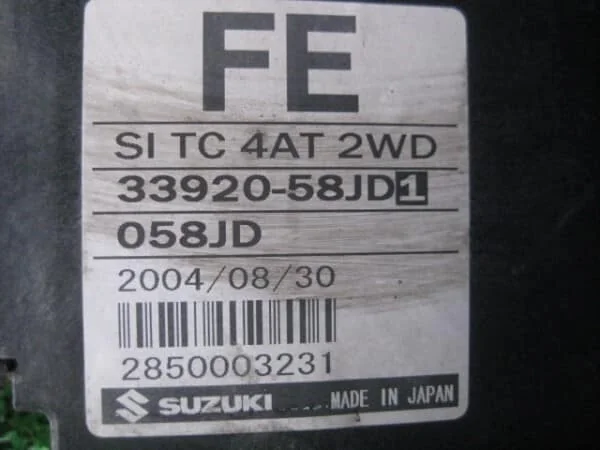 FE
SI TC 4AT 2WD
33920-58JD1
058JD
2004/08/30
2850003231
SUZUKI MADE IN JAPAN